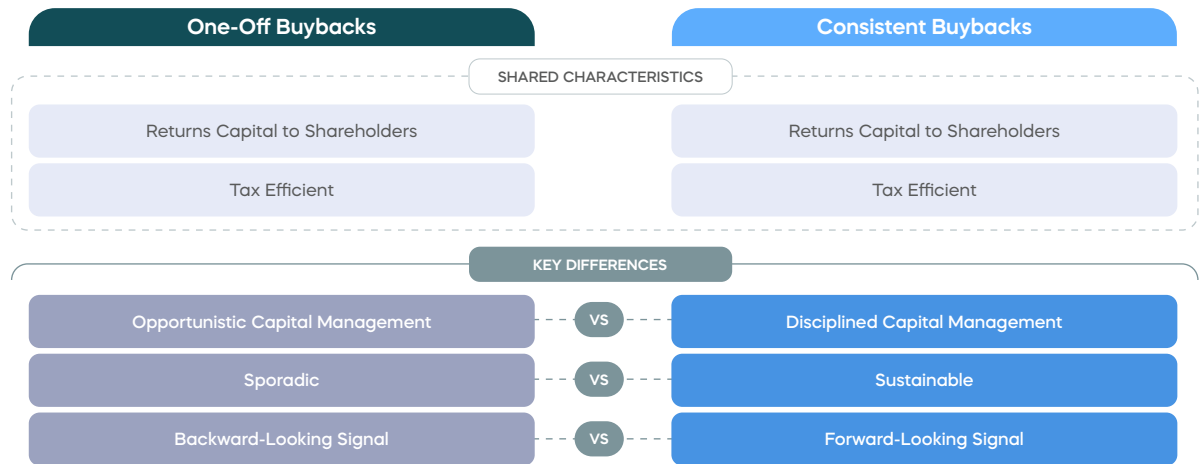 One-Off Buybacks
Consistent Buybacks
SHARED CHARACTERISTICS
Returns Capital to Shareholders
Returns Capital to Shareholders
Tax Efficient
Tax Efficient
KEY DIFFERENCES
Opportunistic Capital Management
VS
Disciplined Capital Management
Sporadic
VS
Sustainable
Backward-Looking Signal
VS
Forward-Looking Signal